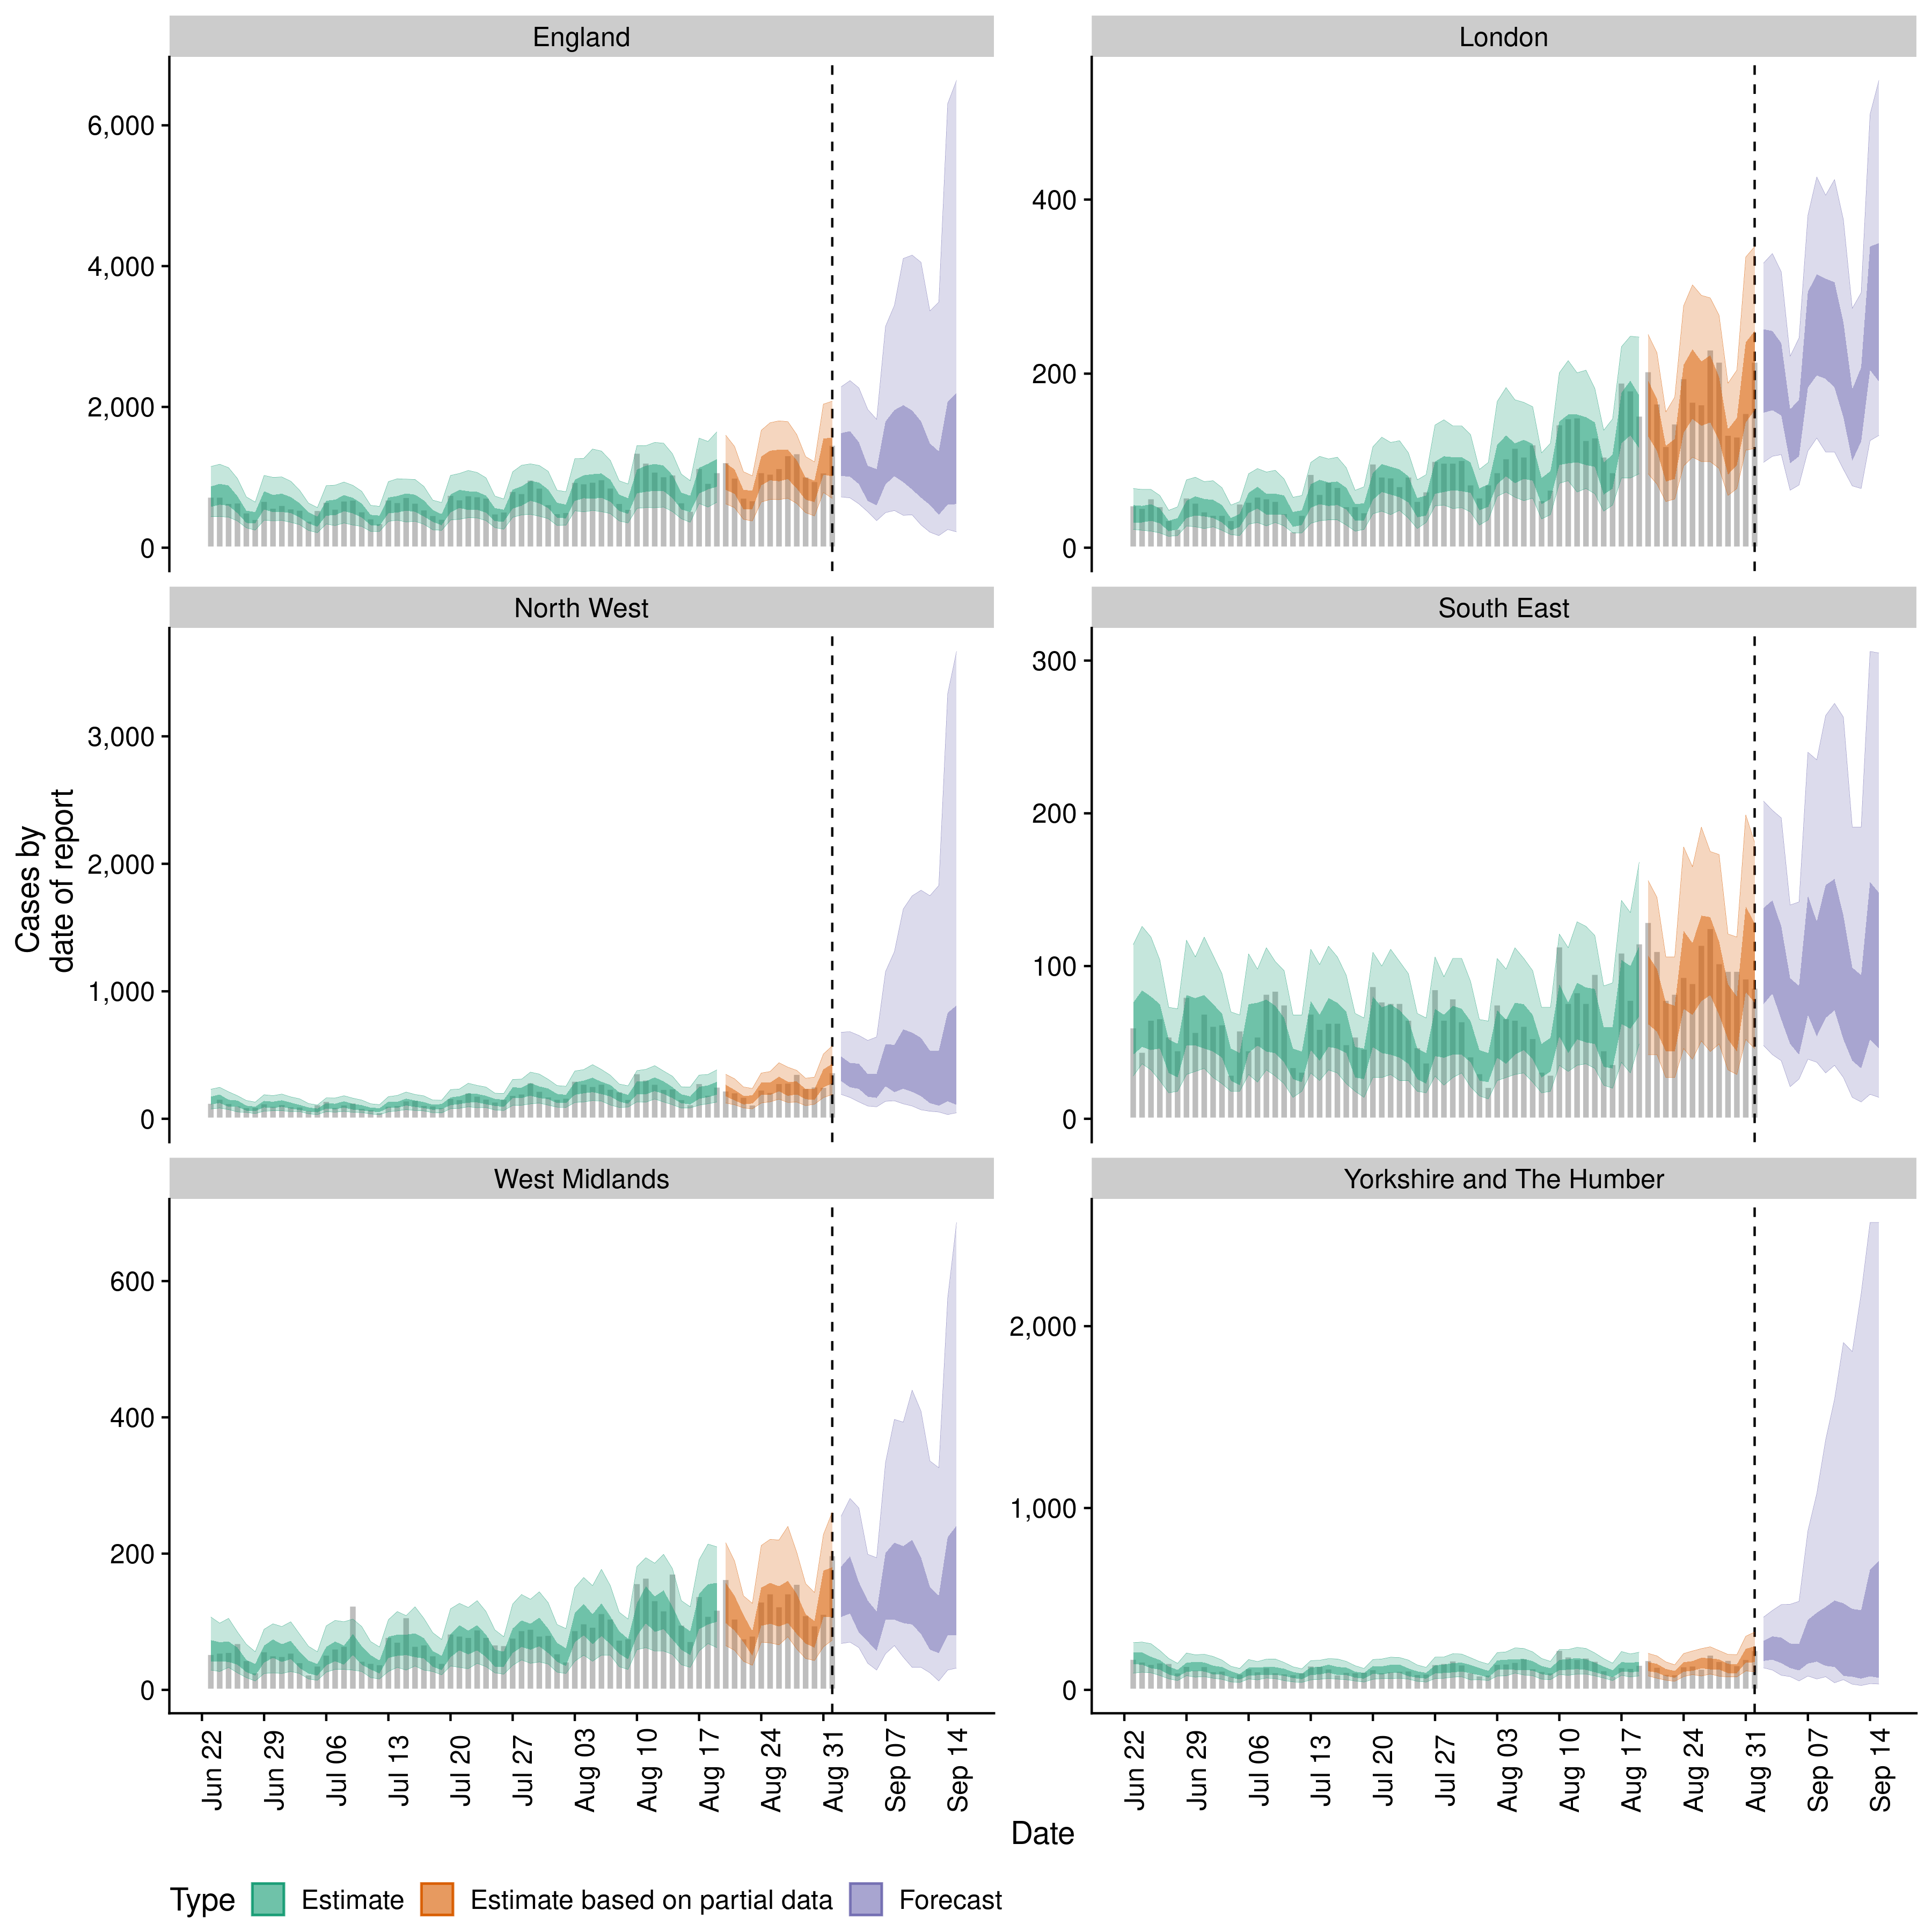 England
London
6,000
4,000
2,000
0
400
200
0
North West
South East
3,000
2,000
1,000
0
300
200
100
0
Cases by
date of report
West Midlands
Yorkshire and The Humber
600
400
200
0
2,000
1,000
0
Jun 22
Jun 29
Jul 06
Jul 13
Jul 20
Jul 27
Aug 03
Aug 10
Aug 17
Aug 24
Aug 31
Sep 07
Sep 14
Jun 22
Jun 29
Jul 06
Jul 13
Jul 20
Jul 27
Aug 03
Aug 10
Aug 17
Aug 24
Aug 31
Sep 07
Sep 14
Date
Type Estimate Estimate based on partial data Forecast